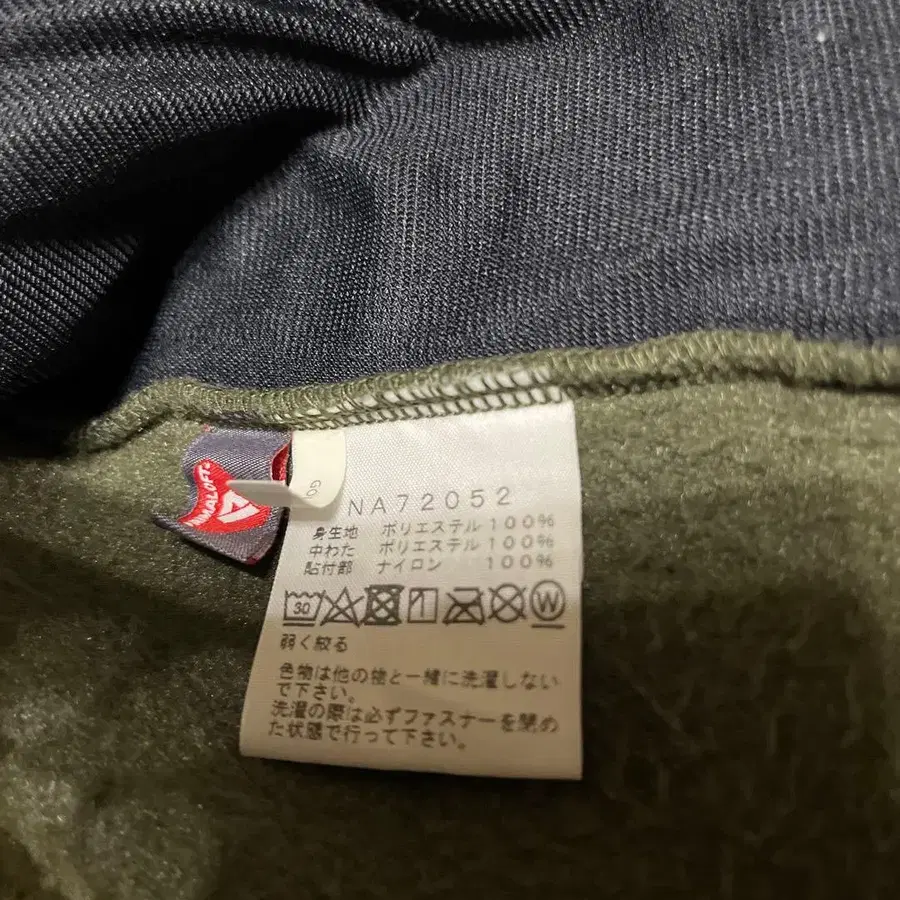 NA72052
身生地 ポリエステル 100%
中わた ポリエステル 100%
貼付部 ナイロン 100%
30 W
弱く絞る
色物は他の物と一緒に洗濯しない
で下さい。
洗濯の際は必ずファスナーを閉め
た状態で行って下さい。